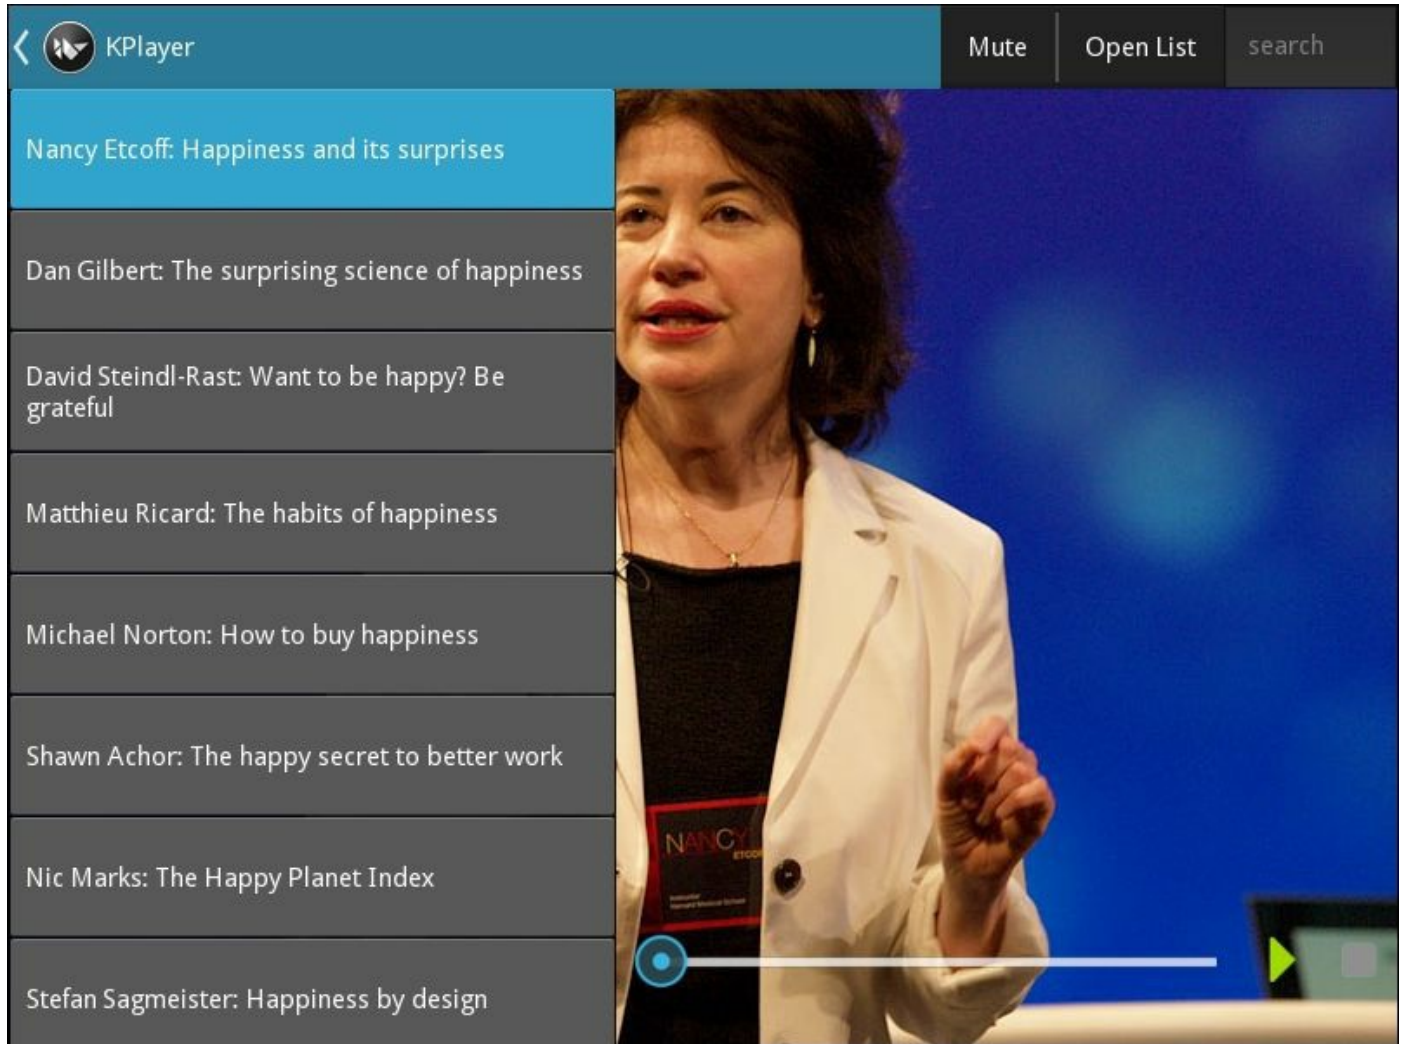 KPlayer
Mute
Open List
search
Nancy Etcoff: Happiness and its surprises
Dan Gilbert: The surprising science of happiness
David Steindl-Rast: Want to be happy? Be
grateful
Matthieu Ricard: The habits of happiness
Michael Norton: How to buy happiness
Shawn Achor: The happy secret to better work
Nic Marks: The Happy Planet Index
Stefan Sagmeister: Happiness by design
NANCY
Harvard Medical School